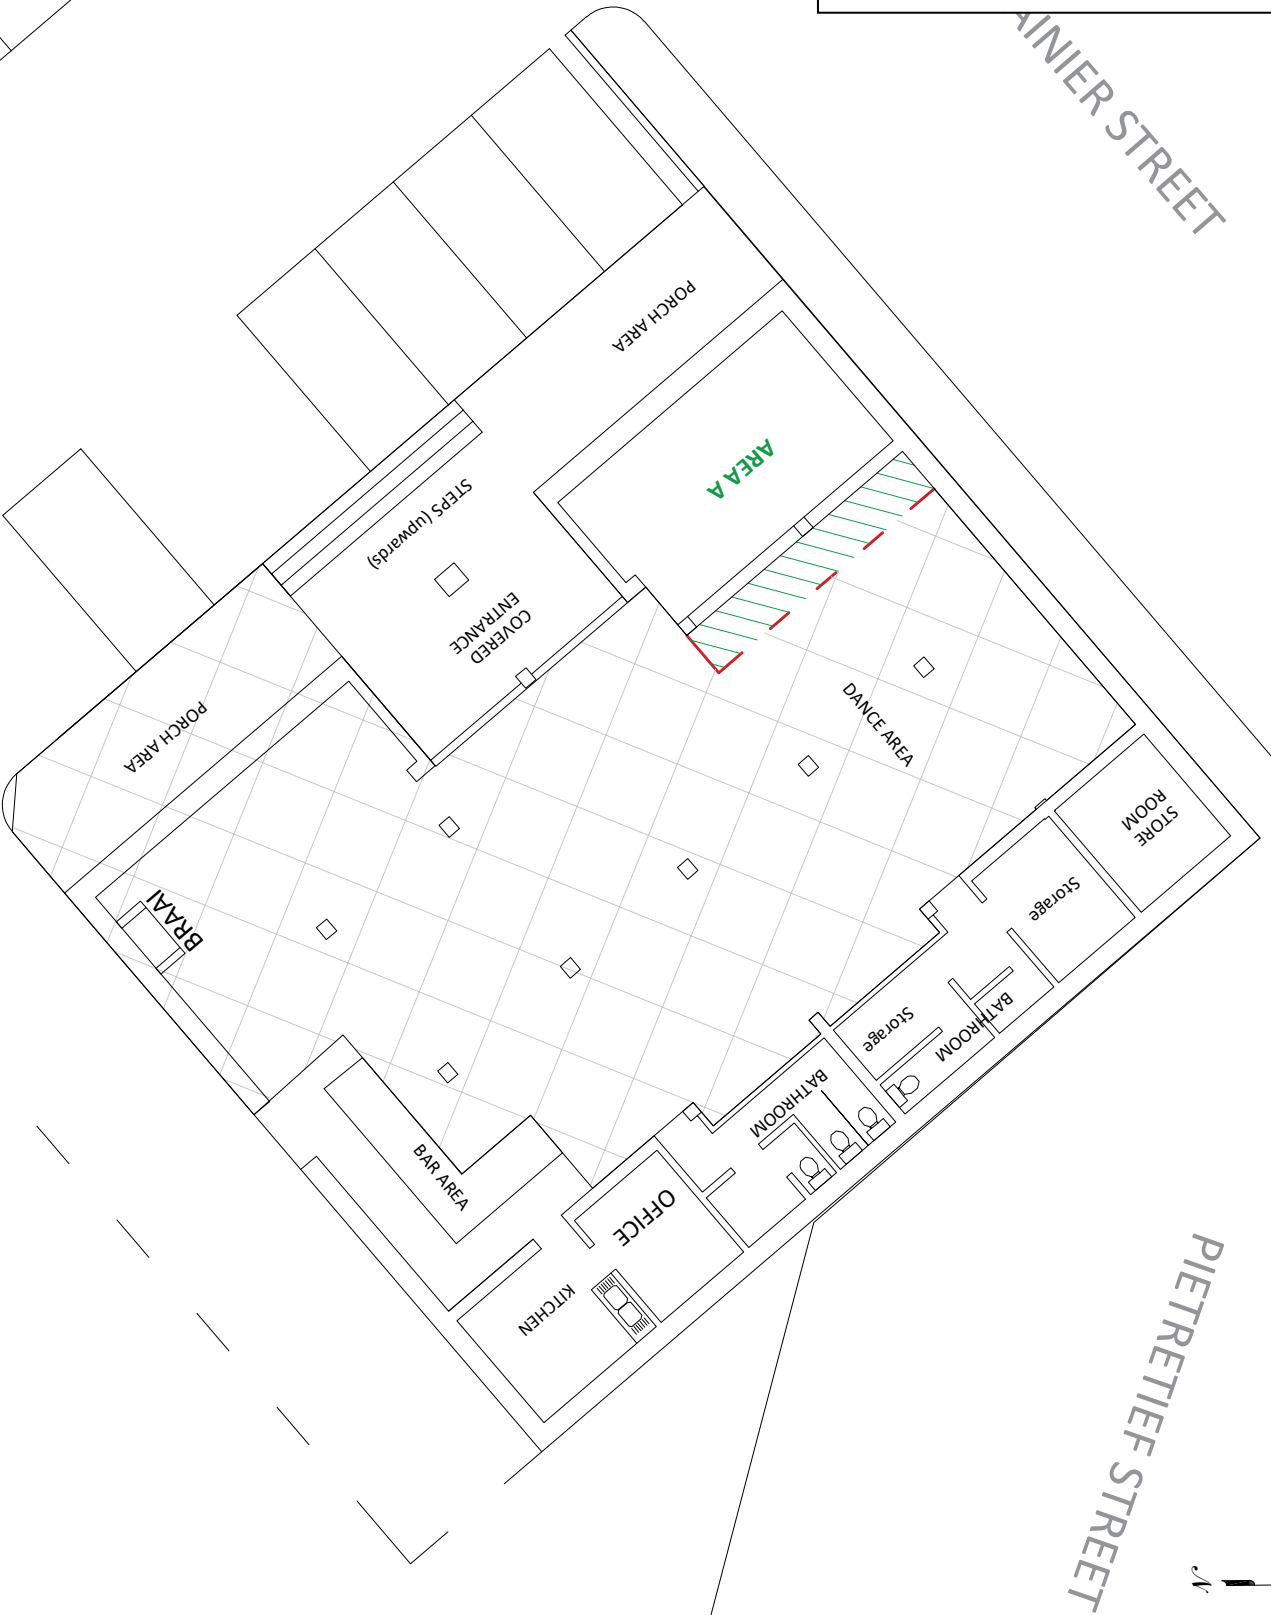 AINIER STREET
PORCH AREA
AREA A
STEPS (upwards)
COVERED
ENTRANCE
DANCE AREA
PORCH AREA
BRAAI
STORE
ROOM
Storage
Storage
BATHROOM
BATHROOM
BAR AREA
OFFICE
KITCHEN
PIETRETIEF STREET
N